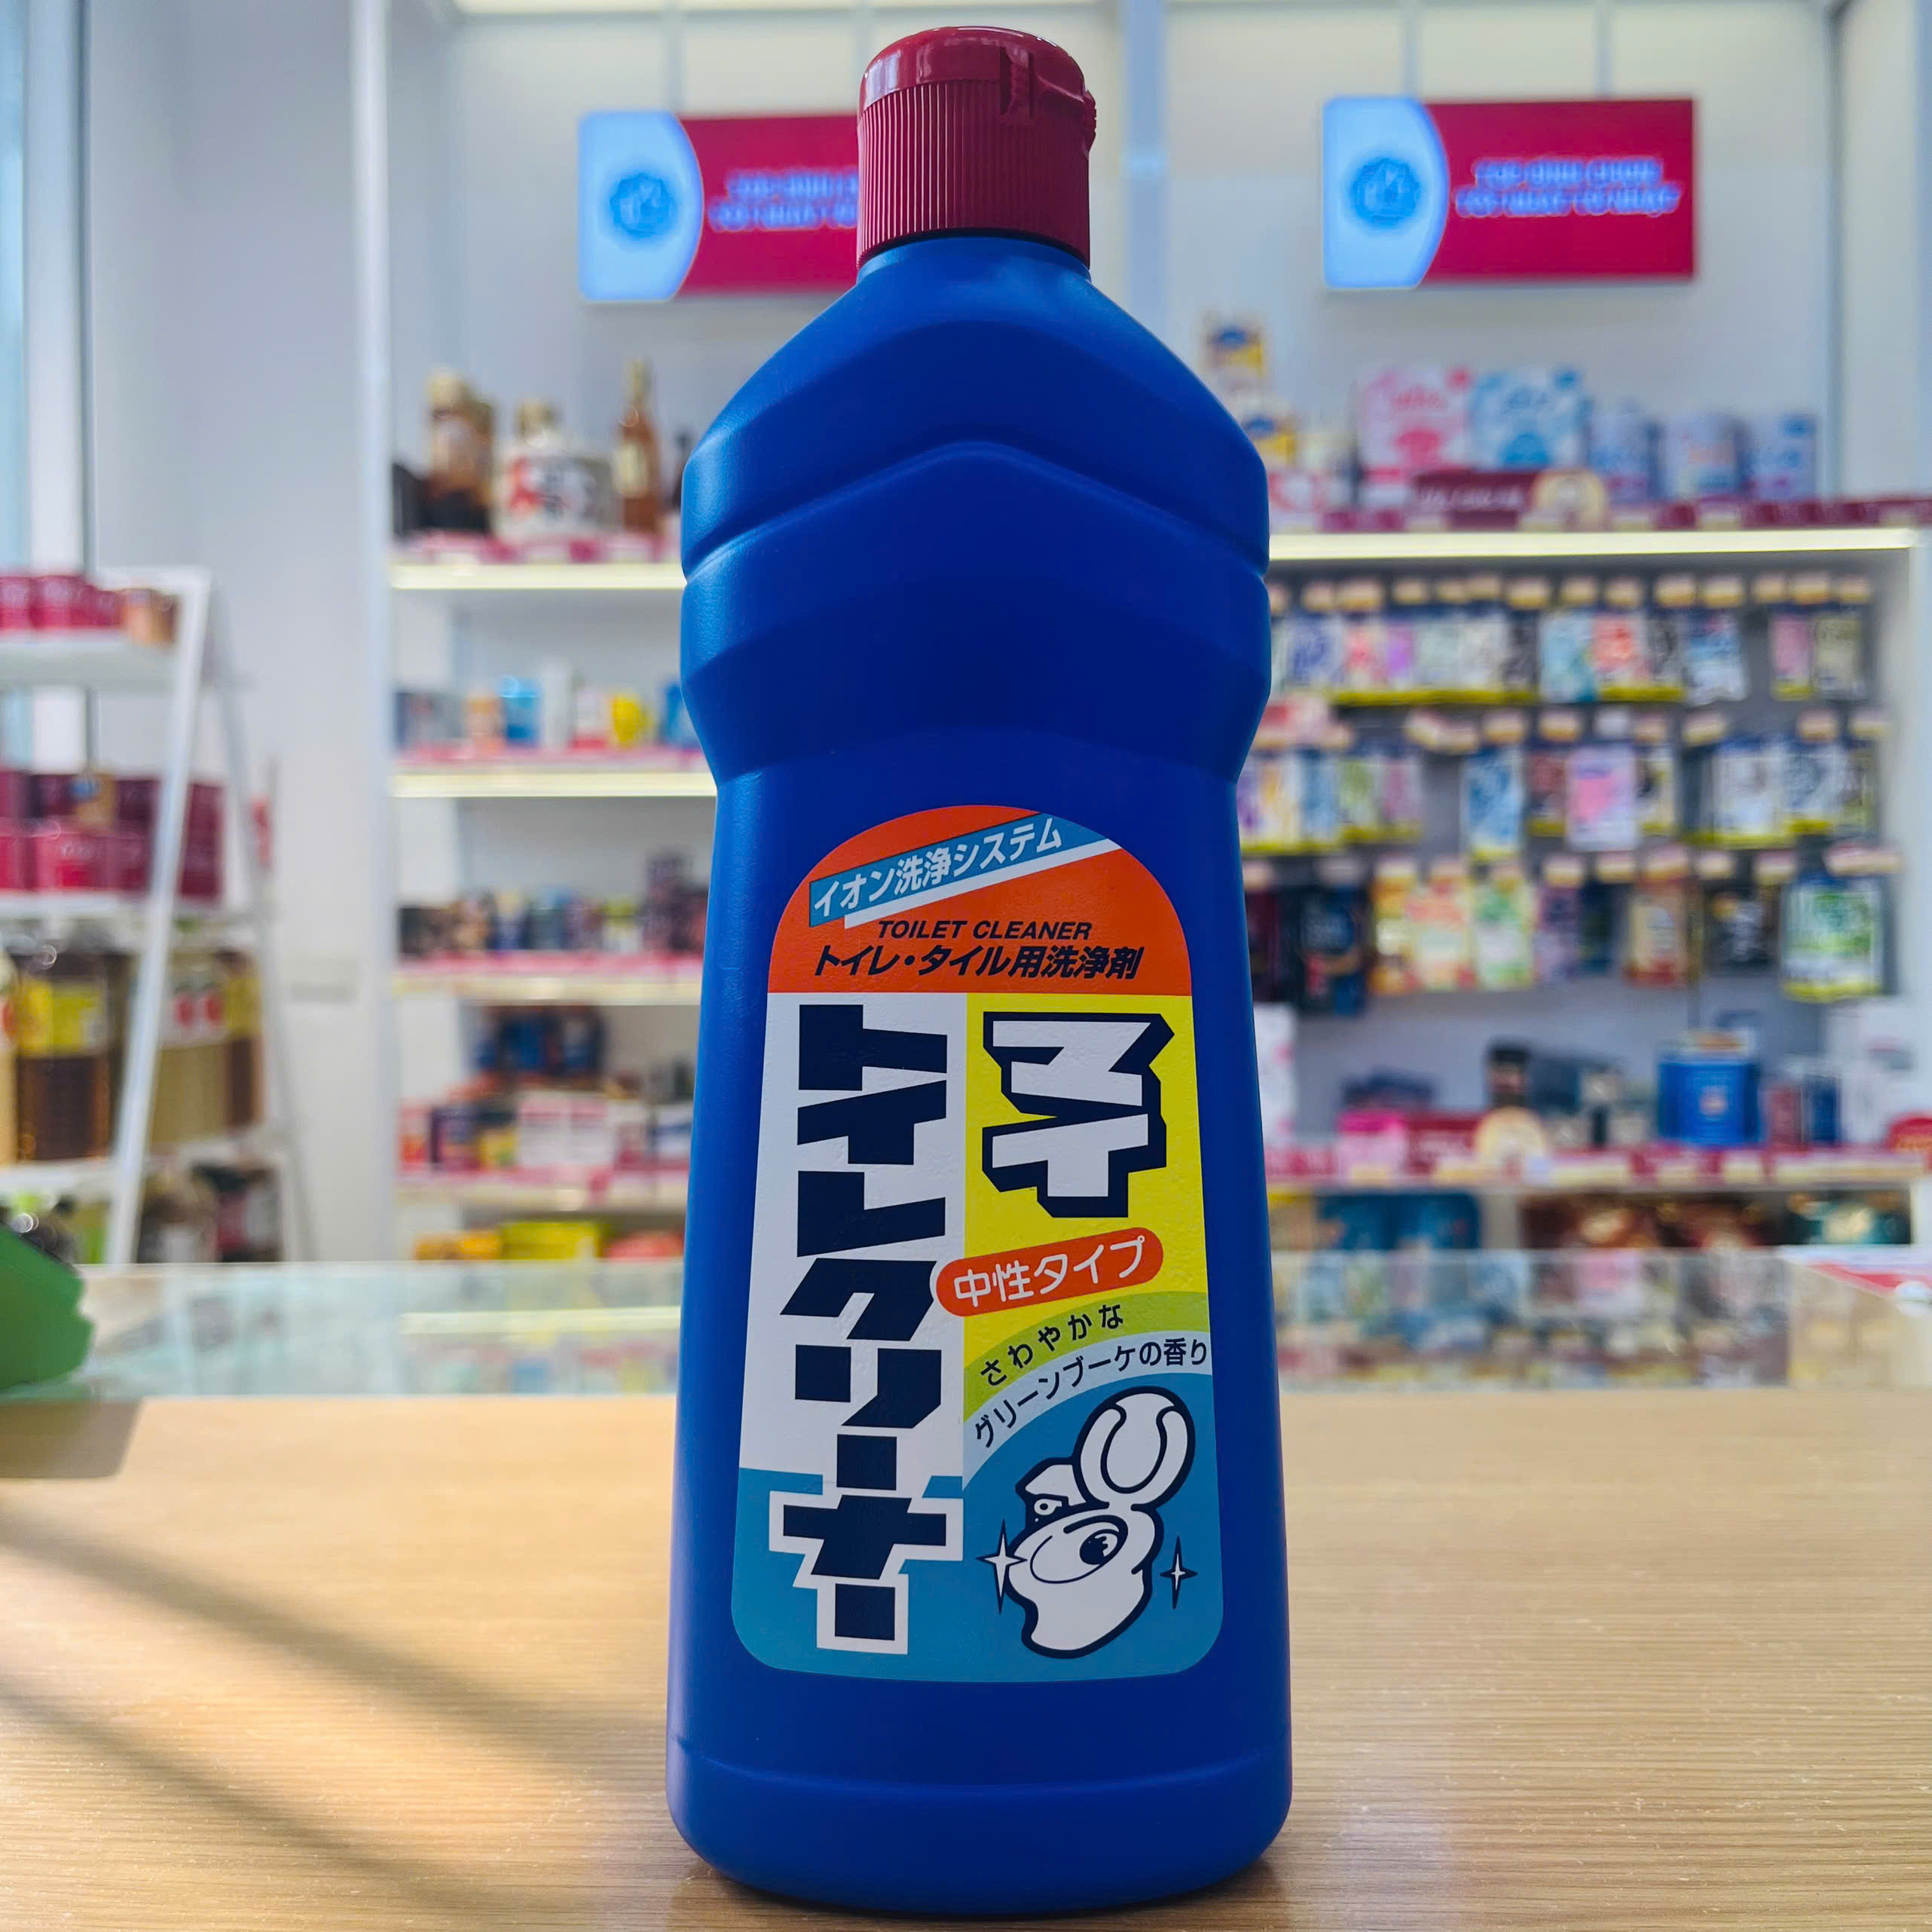 イオン洗浄システム
TOILET CLEANER
トイレ・タイル用洗浄剤
マイ
トイレクリーナー
中性タイプ
さわやかな
グリーンブーケの香り